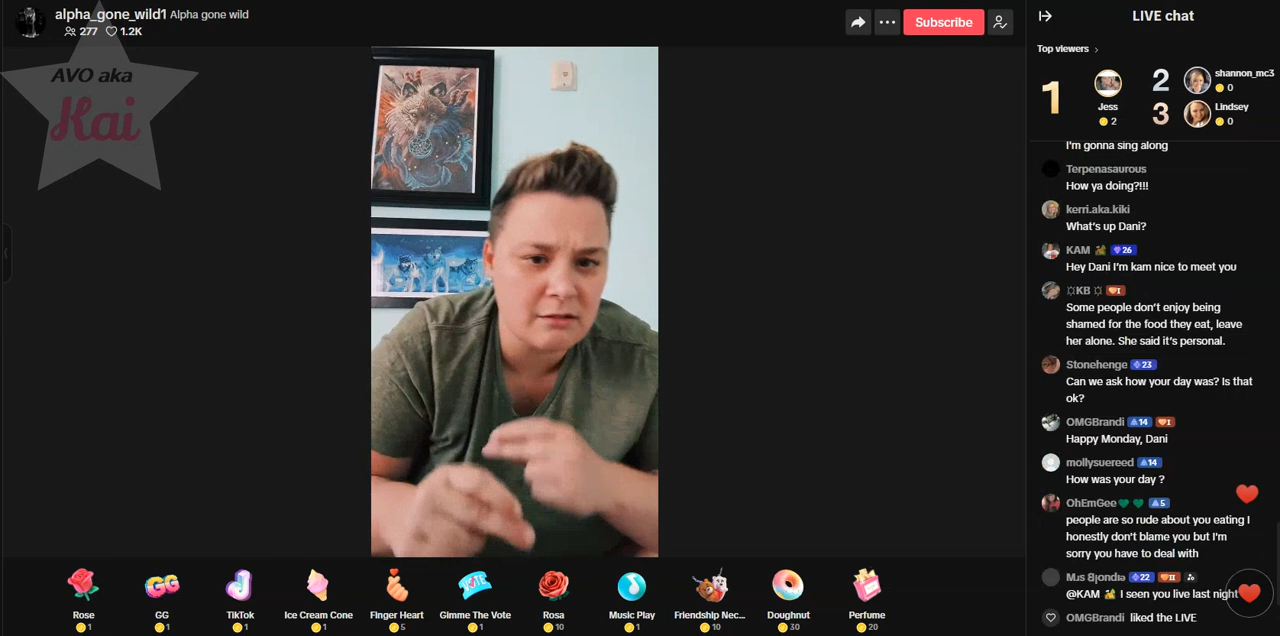 alpha_gone_wild1 Alpha gone wild
277 1.2K
Subscribe
AVO aka
Kai
LIVE chat
Top viewers
1
Jess
2
2
shannon_mc3
0
3
Lindsey
0
I'm gonna sing along
Terpenasaurous
How ya doing?!!!
kerri.aka.kiki
What's up Dani?
KAM 26
Hey Dani I'm kam nice to meet you
KB I
Some people don't enjoy being
shamed for the food they eat, leave
her alone. She said it's personal.
Stonehenge 23
Can we ask how your day was? Is that
ok?
OMGBrandi 14 I
Happy Monday, Dani
mollysuereed 14
How was your day ?
OhEmGee 5
people are so rude about you eating I
honestly don't blame you but I'm
sorry you have to deal with
22 II
@KAM I seen you live last night
OMGBrandi liked the LIVE
Rose
1
GG
1
TikTok
1
Ice Cream Cone
1
Finger Heart
5
VOTE
Gimme The Vote
1
Rosa
10
Music Play
1
Friendship Nec...
10
Doughnut
30
Perfume
20